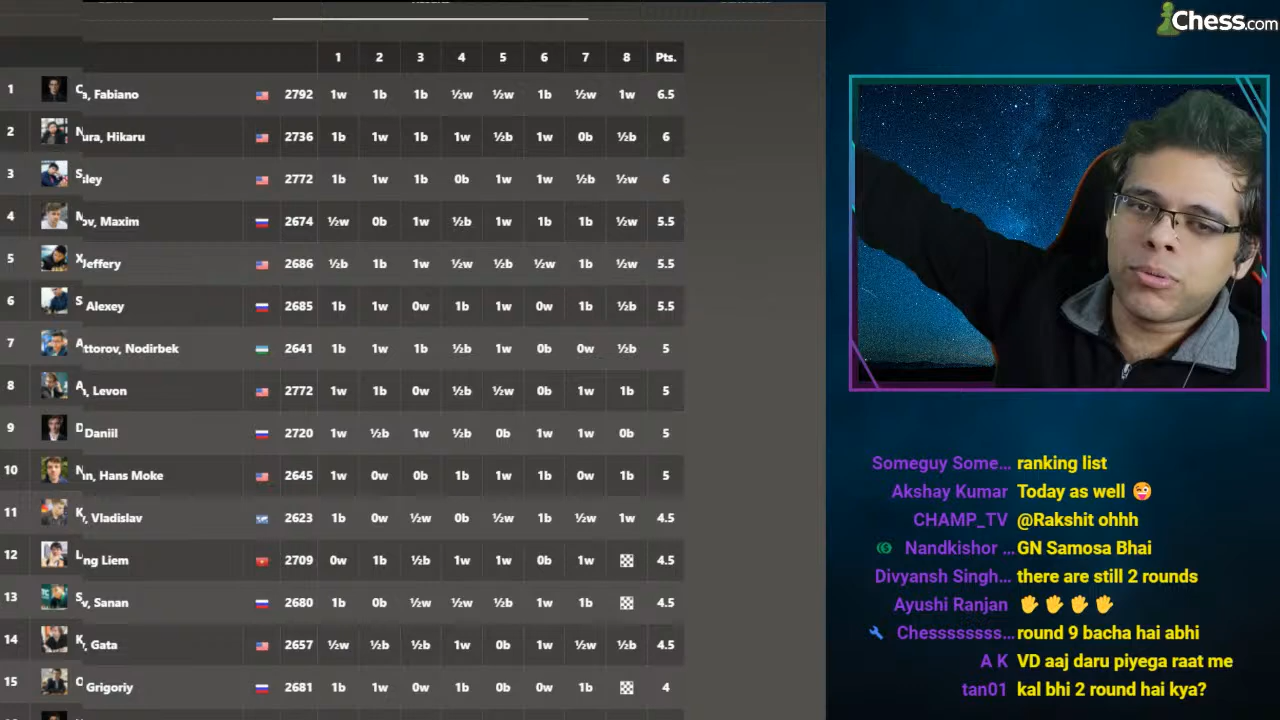 Chess.com
1 2 3 4 5 6 7 8 Pts.
1 C a, Fabiano 2792 1w 1b 1b ½w ½w 1b ½w 1w 6.5
2 N ura, Hikaru 2736 1b 1w 1b 1w ½b 1w 0b ½b 6
3 S sley 2772 1b 1w 1b 0b 1w 1w ½b ½w 6
4 N ov, Maxim 2674 ½w 0b 1w ½b 1w 1b 1b ½w 5.5
5 X Jeffery 2686 ½b 1b 1w ½w ½b ½w 1b ½w 5.5
6 S Alexey 2685 1b 1w 0w 1b 1w 0w 1b ½b 5.5
7 A ttorov, Nodirbek 2641 1b 1w 1b ½b 1w 0b 0w ½b 5
8 A , Levon 2772 1w 1b 0w ½b ½w 0b 1w 1b 5
9 D Daniil 2720 1w ½b 1w ½b 0b 1w 1w 0b 5
10 N n, Hans Moke 2645 1w 0w 0b 1b 1w 1b 0w 1b 5
11 K , Vladislav 2623 1b 0w ½w 0b ½w 1b ½w 1w 4.5
12 L ng Liem 2709 0w 1b ½b 1w 1w 0b 1w 4.5
13 S v, Sanan 2680 1b 0b ½w ½w ½b 1w 1b 4.5
14 K , Gata 2657 ½w ½b ½b 1w 0b 1w ½w ½b 4.5
15 Grigoriy 2681 1b 1w 0w 1b 0b 0w 1b 4
Someguy Some… ranking list
Akshay Kumar Today as well 😜
CHAMP_TV @Rakshit ohhh
Nandkishor … GN Samosa Bhai
Divyansh Singh… there are still 2 rounds
Ayushi Ranjan ✋✋✋✋
Chessssssss… round 9 bacha hai abhi
A K VD aaj daru piyega raat me
tan01 kal bhi 2 round hai kya?